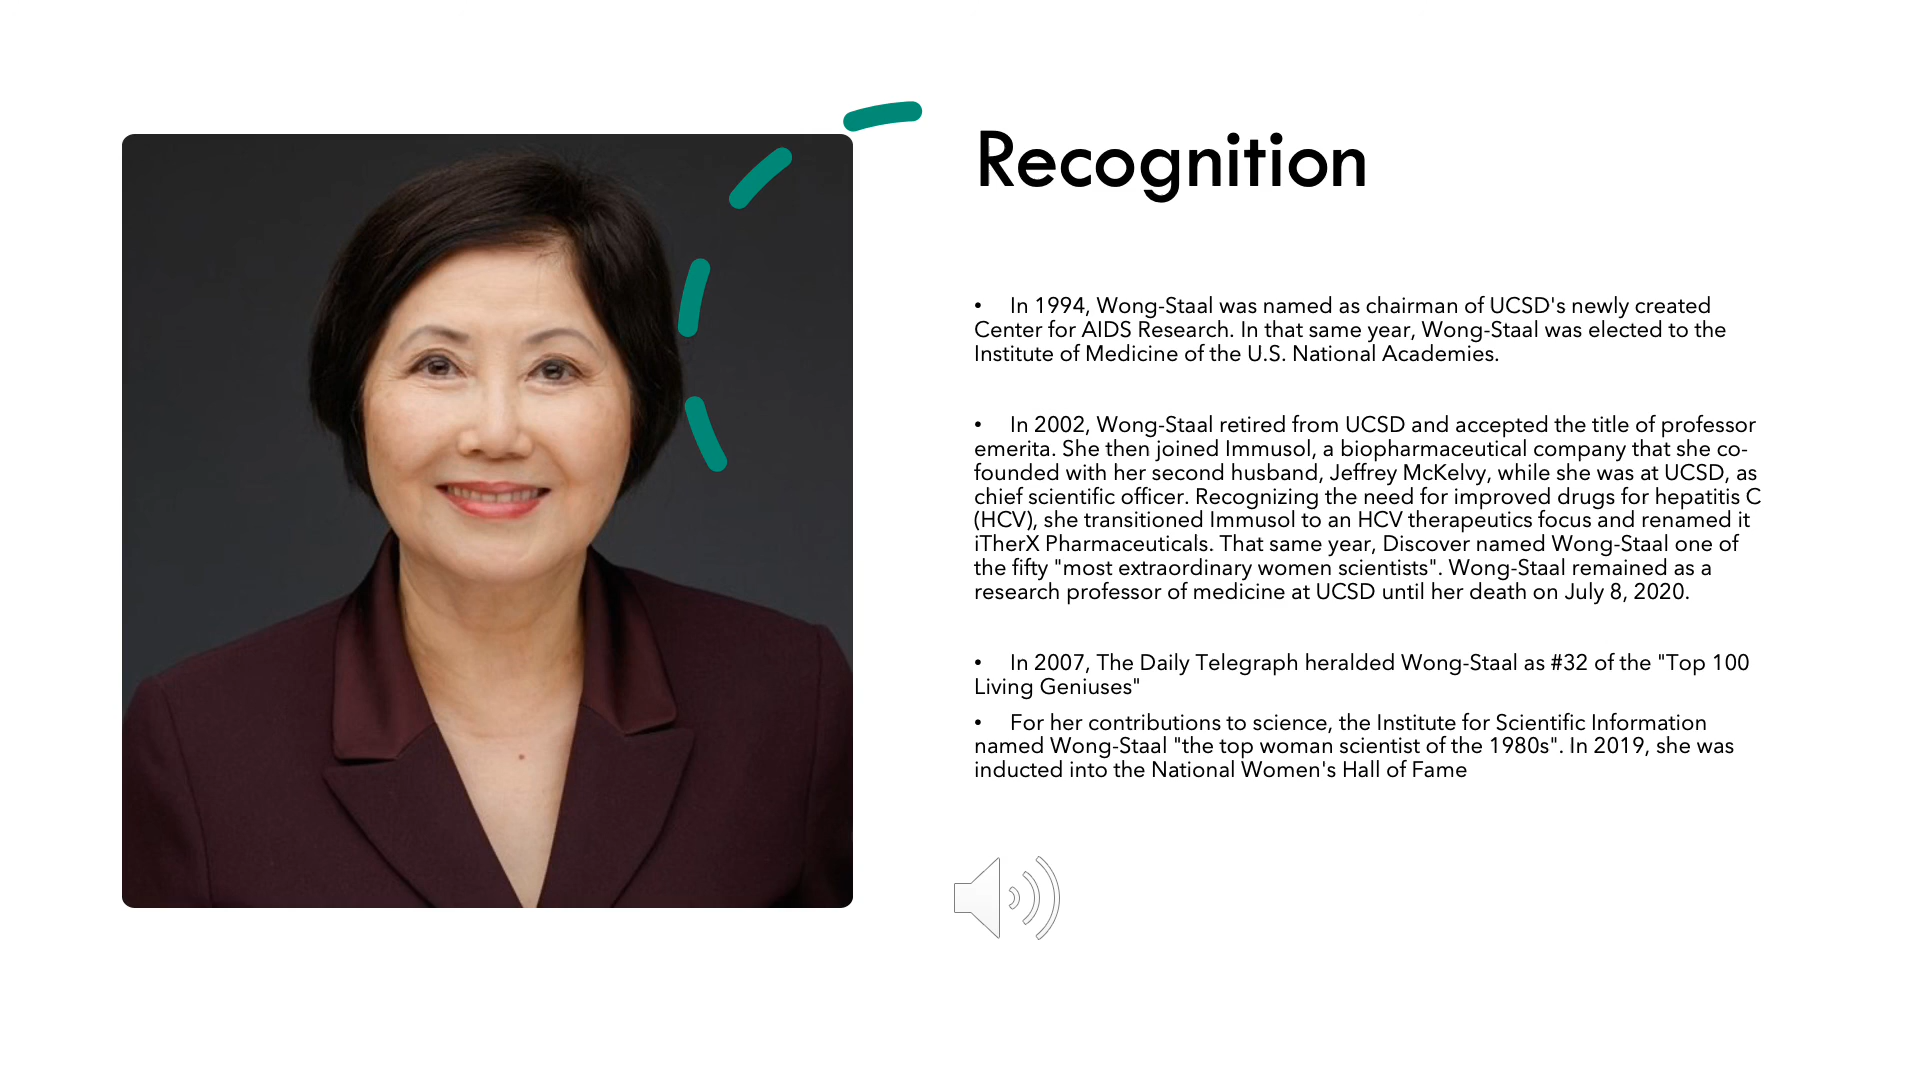 Recognition
• In 1994, Wong-Staal was named as chairman of UCSD's newly created
Center for AIDS Research. In that same year, Wong-Staal was elected to the
Institute of Medicine of the U.S. National Academies.
• In 2002, Wong-Staal retired from UCSD and accepted the title of professor
emerita. She then joined Immusol, a biopharmaceutical company that she co-
founded with her second husband, Jeffrey McKelvy, while she was at UCSD, as
chief scientific officer. Recognizing the need for improved drugs for hepatitis C
(HCV), she transitioned Immusol to an HCV therapeutics focus and renamed it
iTherX Pharmaceuticals. That same year, Discover named Wong-Staal one of
the fifty "most extraordinary women scientists". Wong-Staal remained as a
research professor of medicine at UCSD until her death on July 8, 2020.
• In 2007, The Daily Telegraph heralded Wong-Staal as #32 of the "Top 100
Living Geniuses"
• For her contributions to science, the Institute for Scientific Information
named Wong-Staal "the top woman scientist of the 1980s". In 2019, she was
inducted into the National Women's Hall of Fame